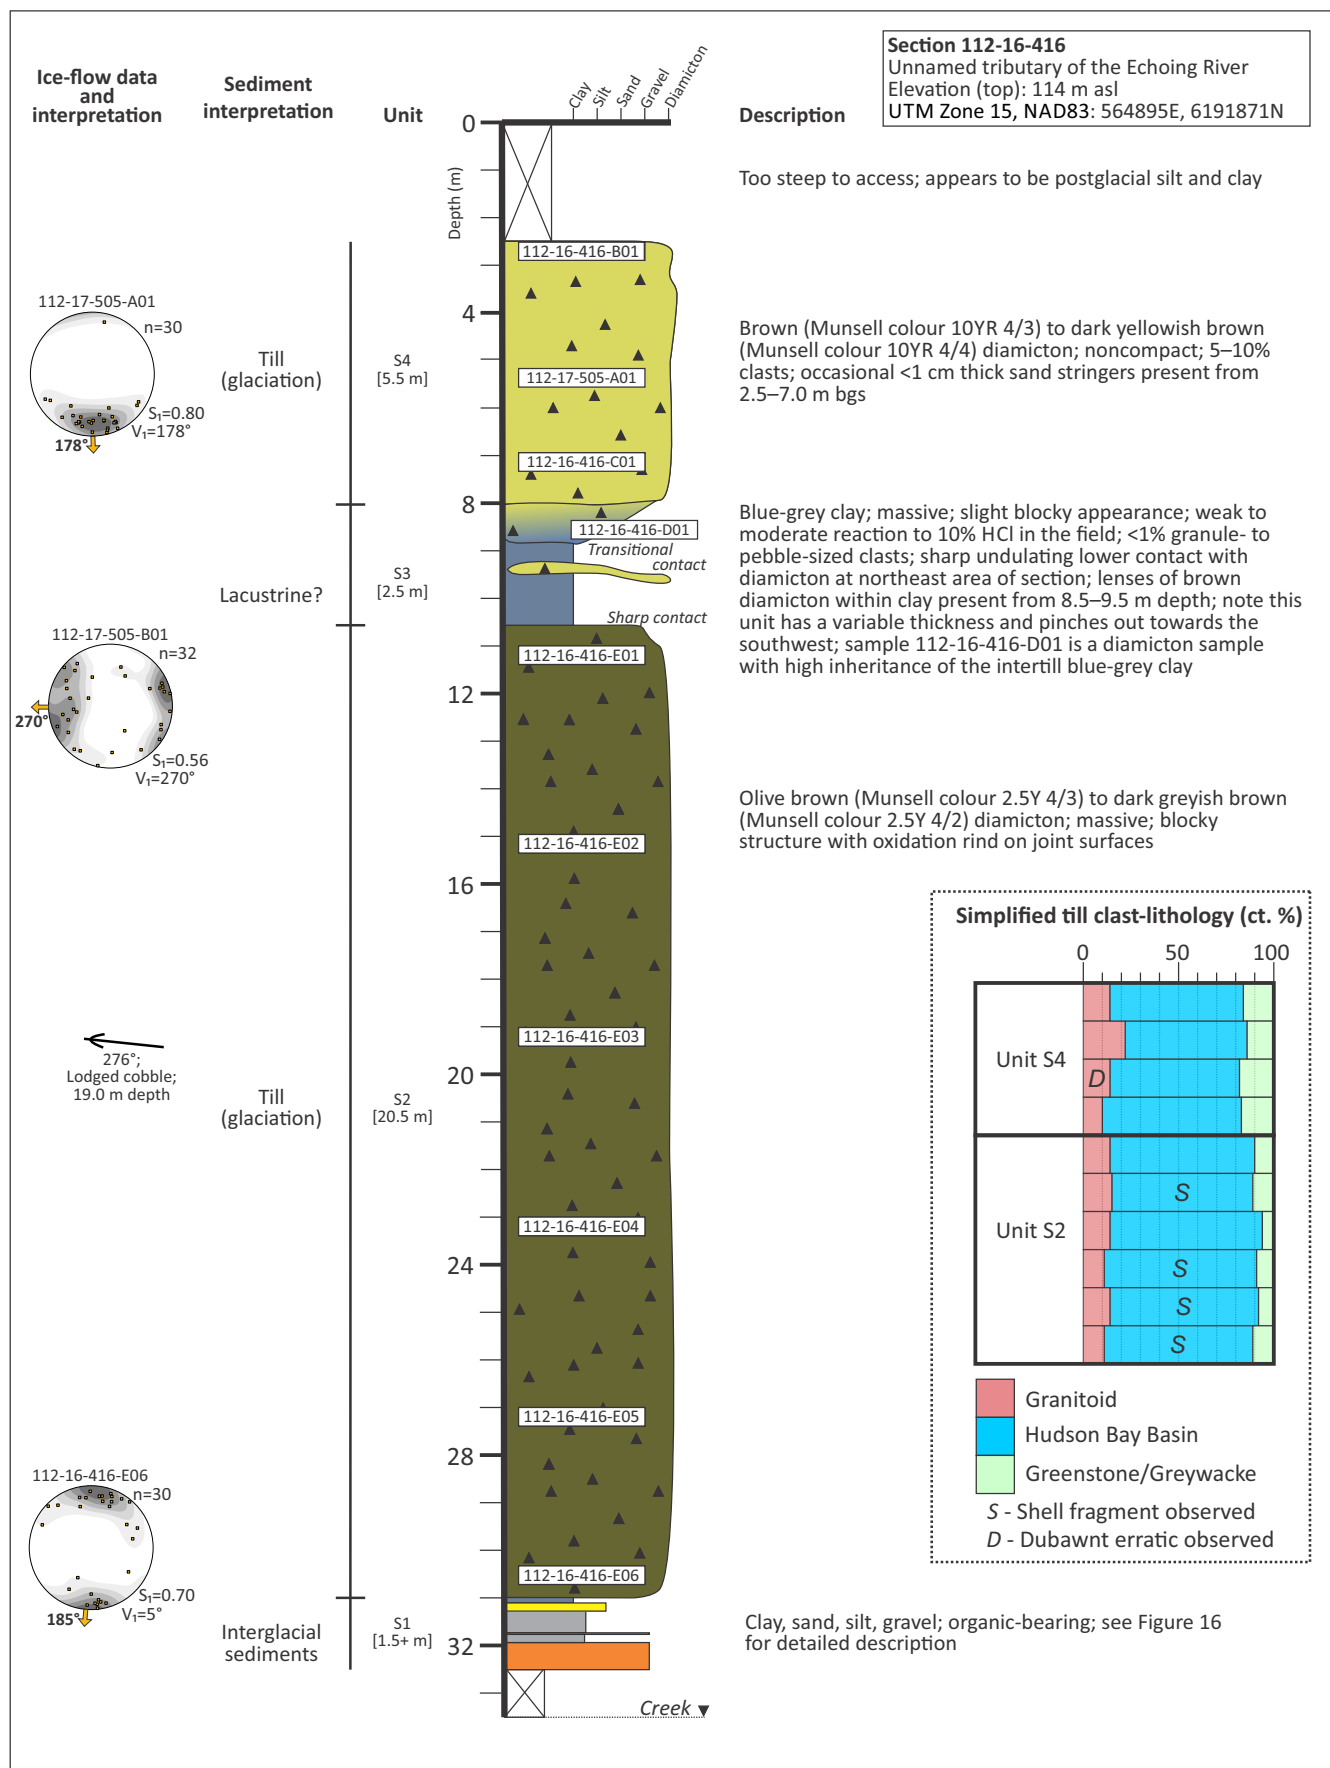 Section 112-16-416
Unnamed tributary of the Echoing River
Elevation (top): 114 m asl
UTM Zone 15, NAD83: 564895E, 6191871N
Ice-flow data
and
interpretation
Sediment
interpretation
Unit
Clay
Silt
Sand
Gravel
Diamicton
Description
Depth (m)
0
4
8
12
16
20
24
28
32
Too steep to access; appears to be postglacial silt and clay
112-16-416-B01
112-17-505-A01
n=30
S₁=0.80
V₁=178°
178°
Till
(glaciation)
S4
[5.5 m]
112-17-505-A01
112-16-416-C01
Brown (Munsell colour 10YR 4/3) to dark yellowish brown
(Munsell colour 10YR 4/4) diamicton; noncompact; 5–10%
clasts; occasional <1 cm thick sand stringers present from
2.5–7.0 m bgs
112-16-416-D01
Transitional
contact
Lacustrine?
S3
[2.5 m]
Sharp contact
Blue-grey clay; massive; slight blocky appearance; weak to
moderate reaction to 10% HCl in the field; <1% granule- to
pebble-sized clasts; sharp undulating lower contact with
diamicton at northeast area of section; lenses of brown
diamicton within clay present from 8.5–9.5 m depth; note this
unit has a variable thickness and pinches out towards the
southwest; sample 112-16-416-D01 is a diamicton sample
with high inheritance of the intertill blue-grey clay
112-17-505-B01
n=32
270°
S₁=0.56
V₁=270°
112-16-416-E01
112-16-416-E02
Olive brown (Munsell colour 2.5Y 4/3) to dark greyish brown
(Munsell colour 2.5Y 4/2) diamicton; massive; blocky
structure with oxidation rind on joint surfaces
276°;
Lodged cobble;
19.0 m depth
Till
(glaciation)
S2
[20.5 m]
112-16-416-E03
112-16-416-E04
112-16-416-E05
112-16-416-E06
112-16-416-E06
n=30
S₁=0.70
V₁=5°
185°
Interglacial
sediments
S1
[1.5+ m]
Clay, sand, silt, gravel; organic-bearing; see Figure 16
for detailed description
Creek
Simplified till clast-lithology (ct. %)
0 50 100
Unit S4
D
Unit S2
S
S
S
S
Granitoid
Hudson Bay Basin
Greenstone/Greywacke
S - Shell fragment observed
D - Dubawnt erratic observed